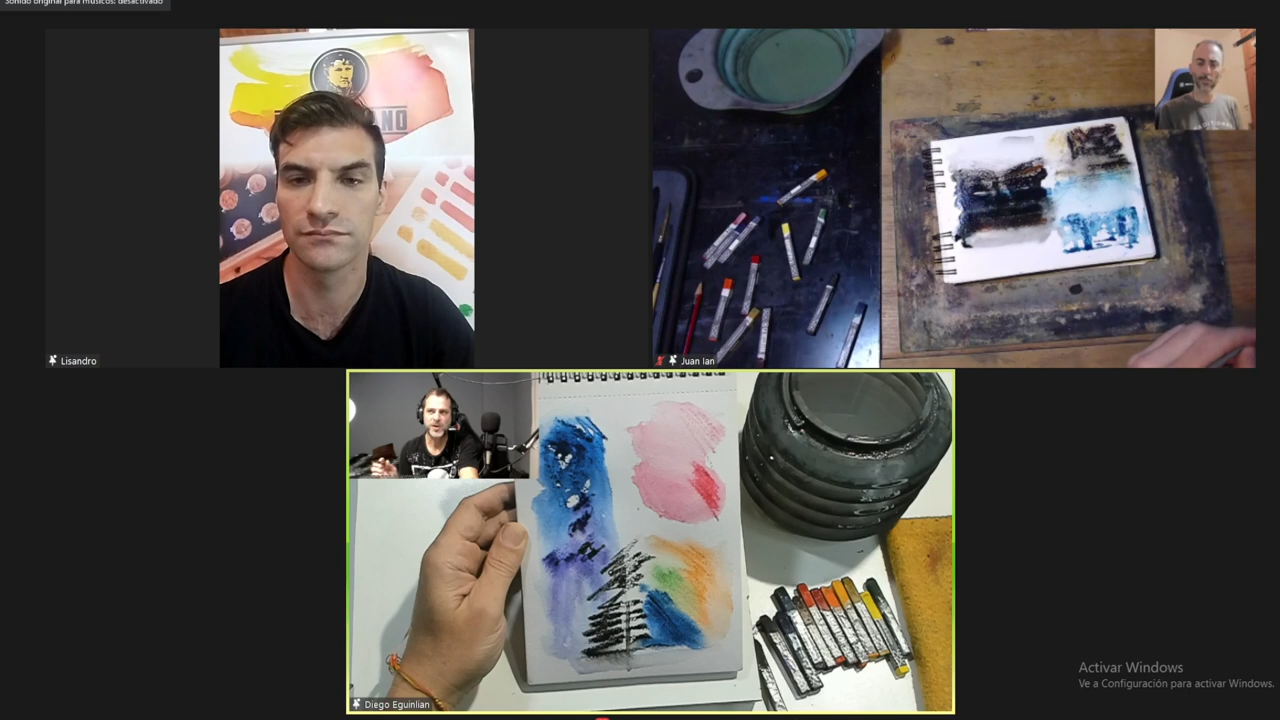 Sonido original para músicos: desactivado
Lisandro
Juan Ian
Diego Eguinlian
Activar Windows
Ve a Configuración para activar Windows.